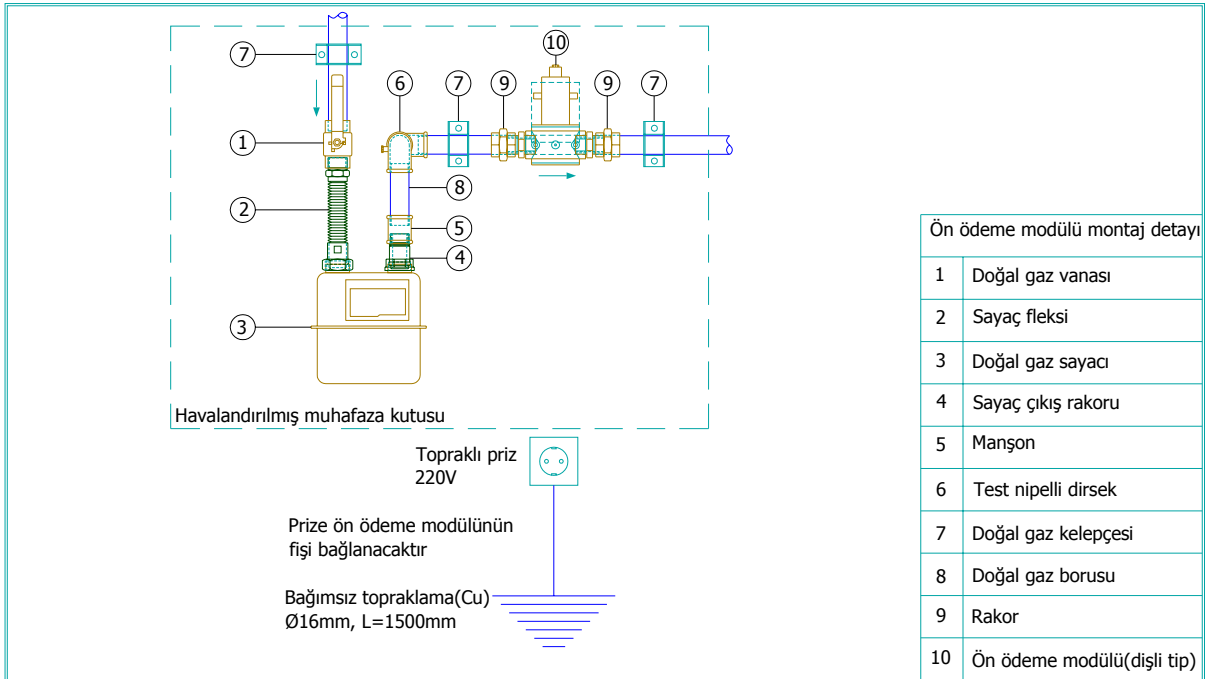 7
10
6
7
9
9
7
1
8
2
5
4
3
Havalandırılmış muhafaza kutusu
Topraklı priz
220V
Prize ön ödeme modülünün
fişi bağlanacaktır
Bağımsız topraklama(Cu)
Ø16mm, L=1500mm
Ön ödeme modülü montaj detayı
1 Doğal gaz vanası
2 Sayaç fleksi
3 Doğal gaz sayacı
4 Sayaç çıkış rakoru
5 Manşon
6 Test nipelli dirsek
7 Doğal gaz kelepçesi
8 Doğal gaz borusu
9 Rakor
10 Ön ödeme modülü(dişli tip)